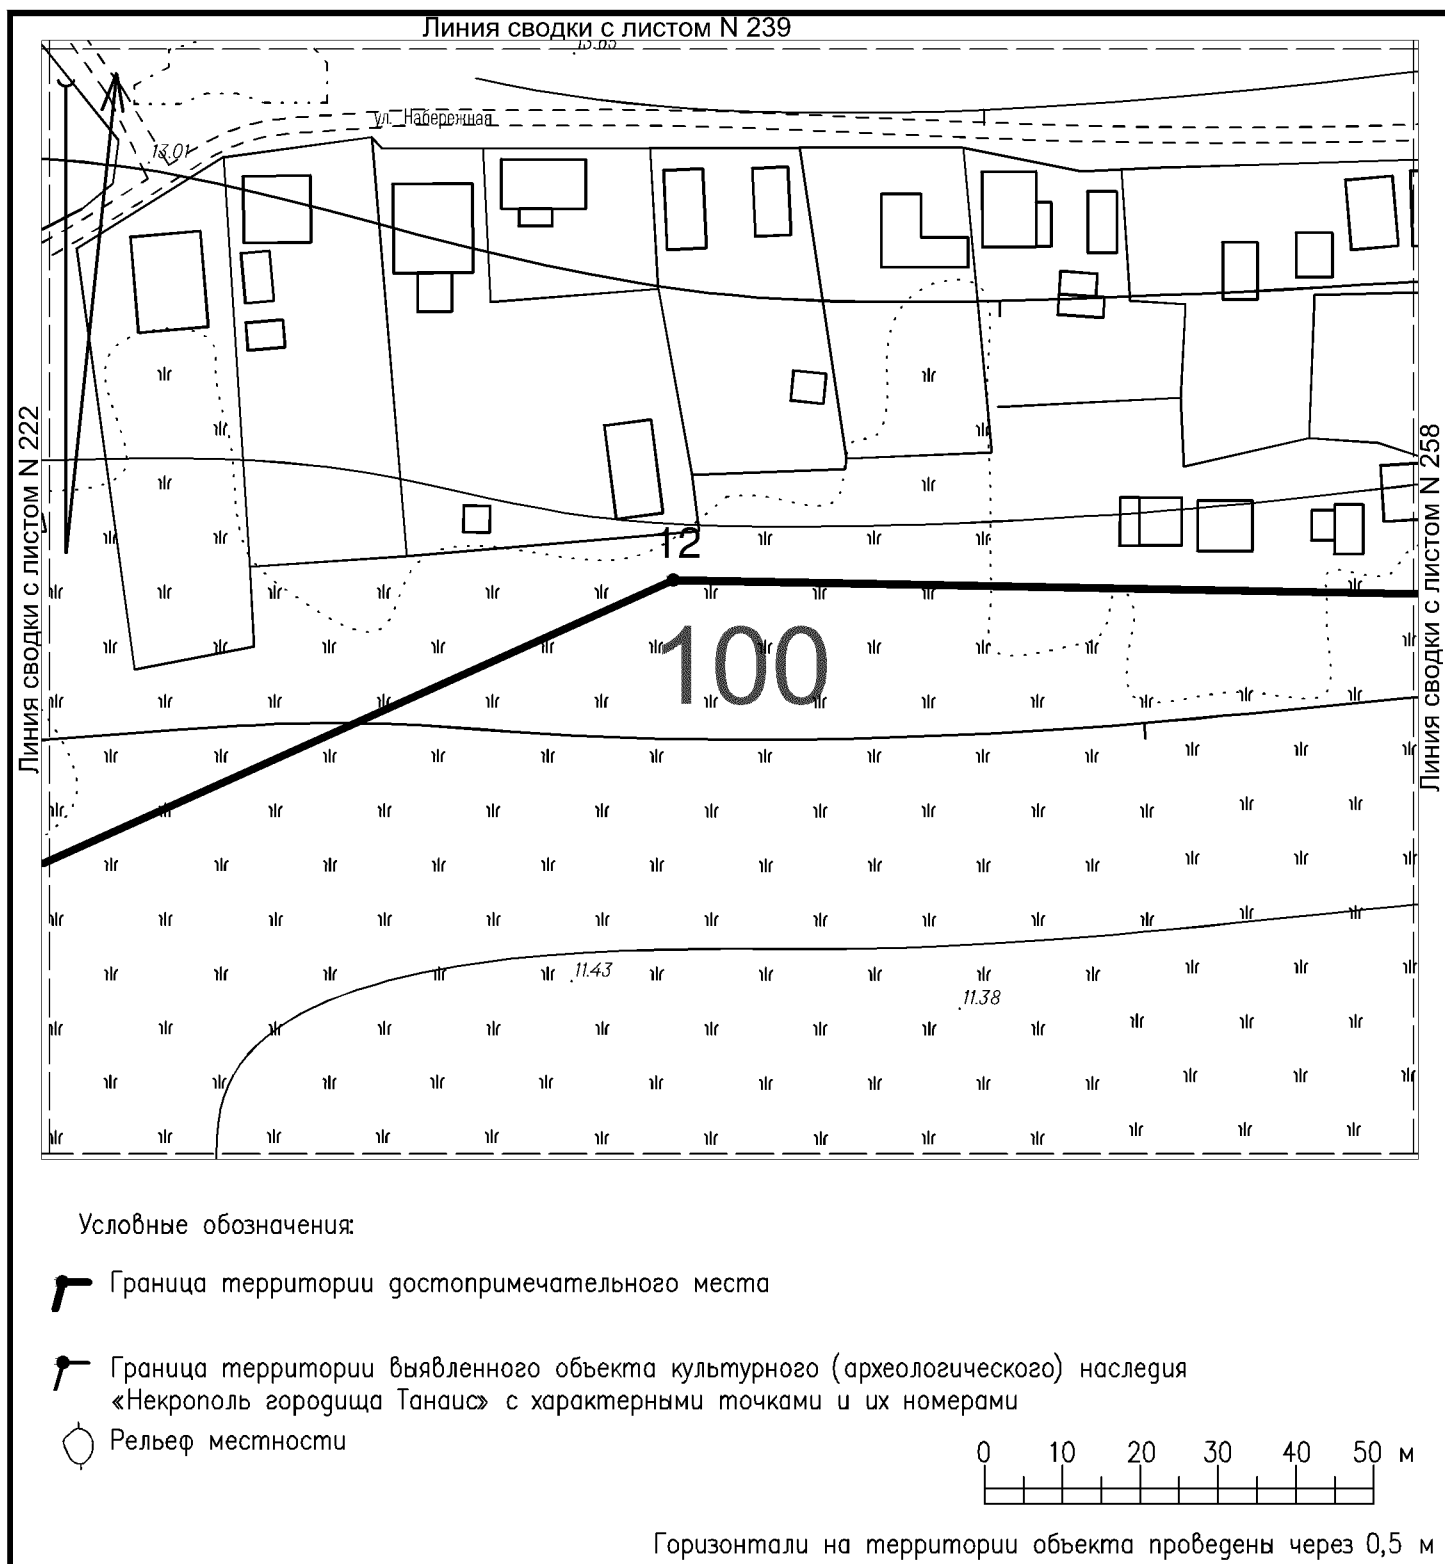 Линия сводки с листом N 239
13.65
ул. Набережная
13.01
Линия сводки с листом N 222
Линия сводки с листом N 258
12
100
11.43
11.38
Условные обозначения:
Граница территории достопримечательного места
Граница территории выявленного объекта культурного (археологического) наследия
«Некрополь городища Танаис» с характерными точками и их номерами
Рельеф местности
0 10 20 30 40 50 м
Горизонтали на территории объекта проведены через 0,5 м